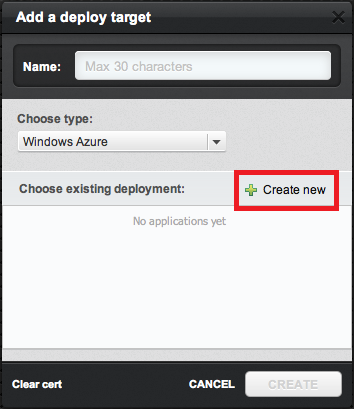 Add a deploy target
Name: Max 30 characters
Choose type:
Windows Azure
Choose existing deployment: Create new
No applications yet
Clear cert CANCEL CREATE